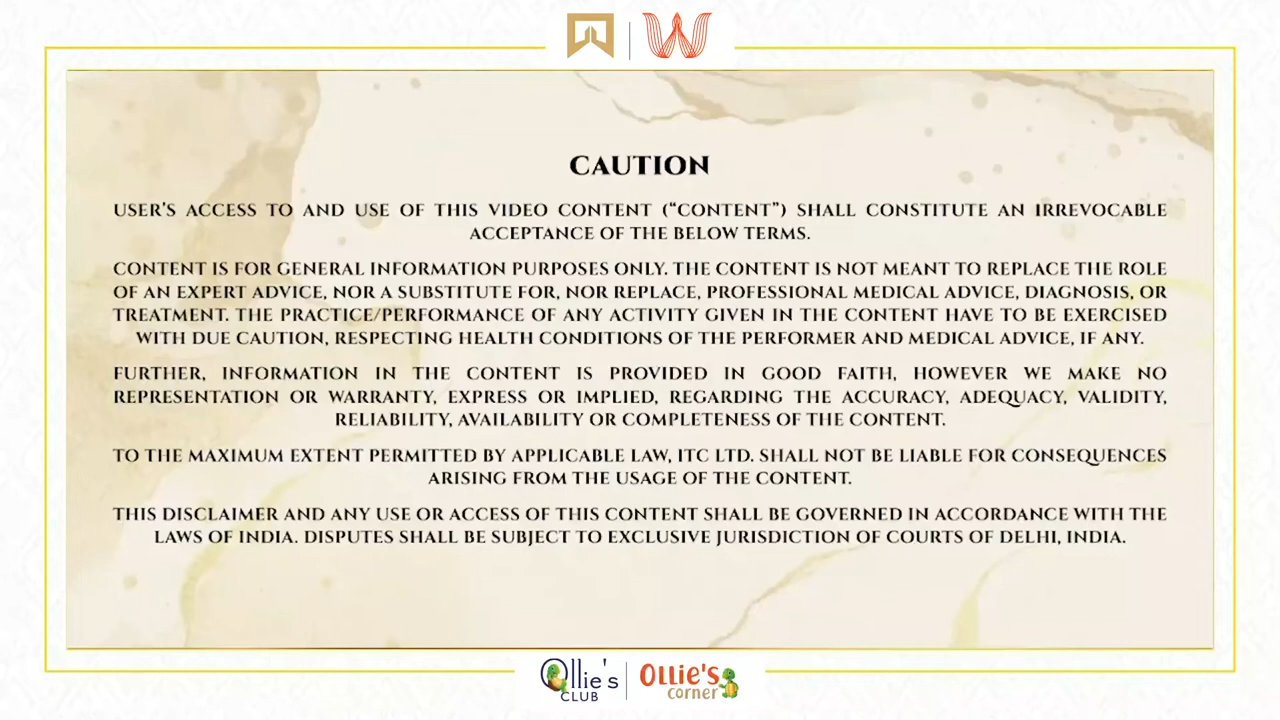 CAUTION
USER'S ACCESS TO AND USE OF THIS VIDEO CONTENT (“CONTENT”) SHALL CONSTITUTE AN IRREVOCABLE
ACCEPTANCE OF THE BELOW TERMS.
CONTENT IS FOR GENERAL INFORMATION PURPOSES ONLY. THE CONTENT IS NOT MEANT TO REPLACE THE ROLE
OF AN EXPERT ADVICE, NOR A SUBSTITUTE FOR, NOR REPLACE, PROFESSIONAL MEDICAL ADVICE, DIAGNOSIS, OR
TREATMENT. THE PRACTICE/PERFORMANCE OF ANY ACTIVITY GIVEN IN THE CONTENT HAVE TO BE EXERCISED
WITH DUE CAUTION, RESPECTING HEALTH CONDITIONS OF THE PERFORMER AND MEDICAL ADVICE, IF ANY.
FURTHER, INFORMATION IN THE CONTENT IS PROVIDED IN GOOD FAITH, HOWEVER WE MAKE NO
REPRESENTATION OR WARRANTY, EXPRESS OR IMPLIED, REGARDING THE ACCURACY, ADEQUACY, VALIDITY,
RELIABILITY, AVAILABILITY OR COMPLETENESS OF THE CONTENT.
TO THE MAXIMUM EXTENT PERMITTED BY APPLICABLE LAW, ITC LTD. SHALL NOT BE LIABLE FOR CONSEQUENCES
ARISING FROM THE USAGE OF THE CONTENT.
THIS DISCLAIMER AND ANY USE OR ACCESS OF THIS CONTENT SHALL BE GOVERNED IN ACCORDANCE WITH THE
LAWS OF INDIA. DISPUTES SHALL BE SUBJECT TO EXCLUSIVE JURISDICTION OF COURTS OF DELHI, INDIA.
Ollie's CLUB
OLLIE'S corner